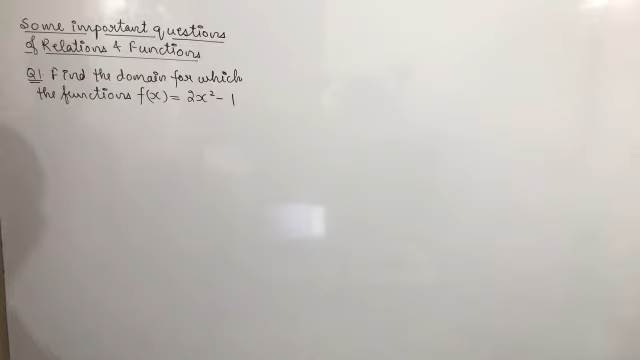 Some important questions
of Relations & Functions
Q1. Find the domain for which
the functions f(x) = 2x² - 1